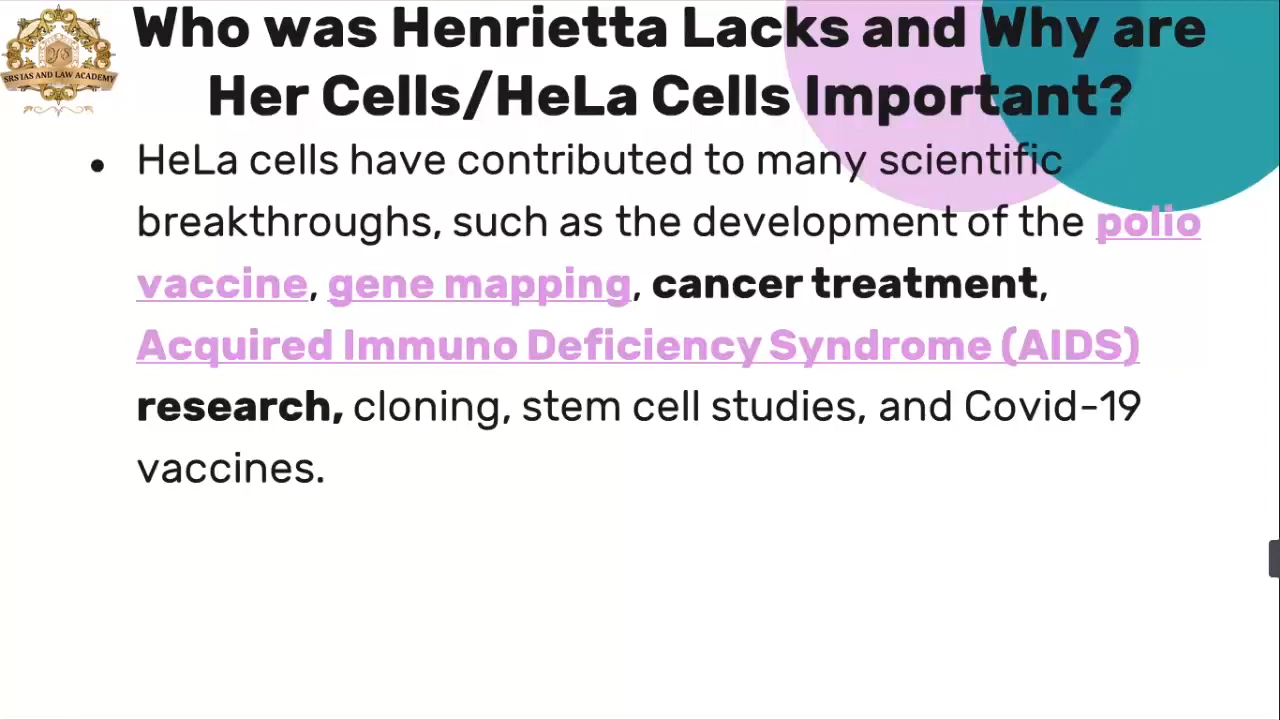 SRS IAS AND LAW ACADEMY
Who was Henrietta Lacks and Why are
Her Cells/HeLa Cells Important?
• HeLa cells have contributed to many scientific
breakthroughs, such as the development of the polio
vaccine, gene mapping, cancer treatment,
Acquired Immuno Deficiency Syndrome (AIDS)
research, cloning, stem cell studies, and Covid-19
vaccines.